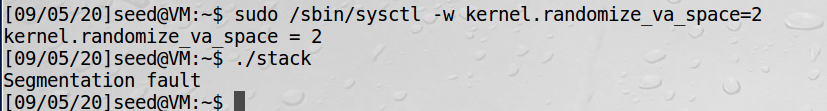 [09/05/20]seed@VM:~$ sudo /sbin/sysctl -w kernel.randomize_va_space=2
kernel.randomize_va_space = 2
[09/05/20]seed@VM:~$ ./stack
Segmentation fault
[09/05/20]seed@VM:~$